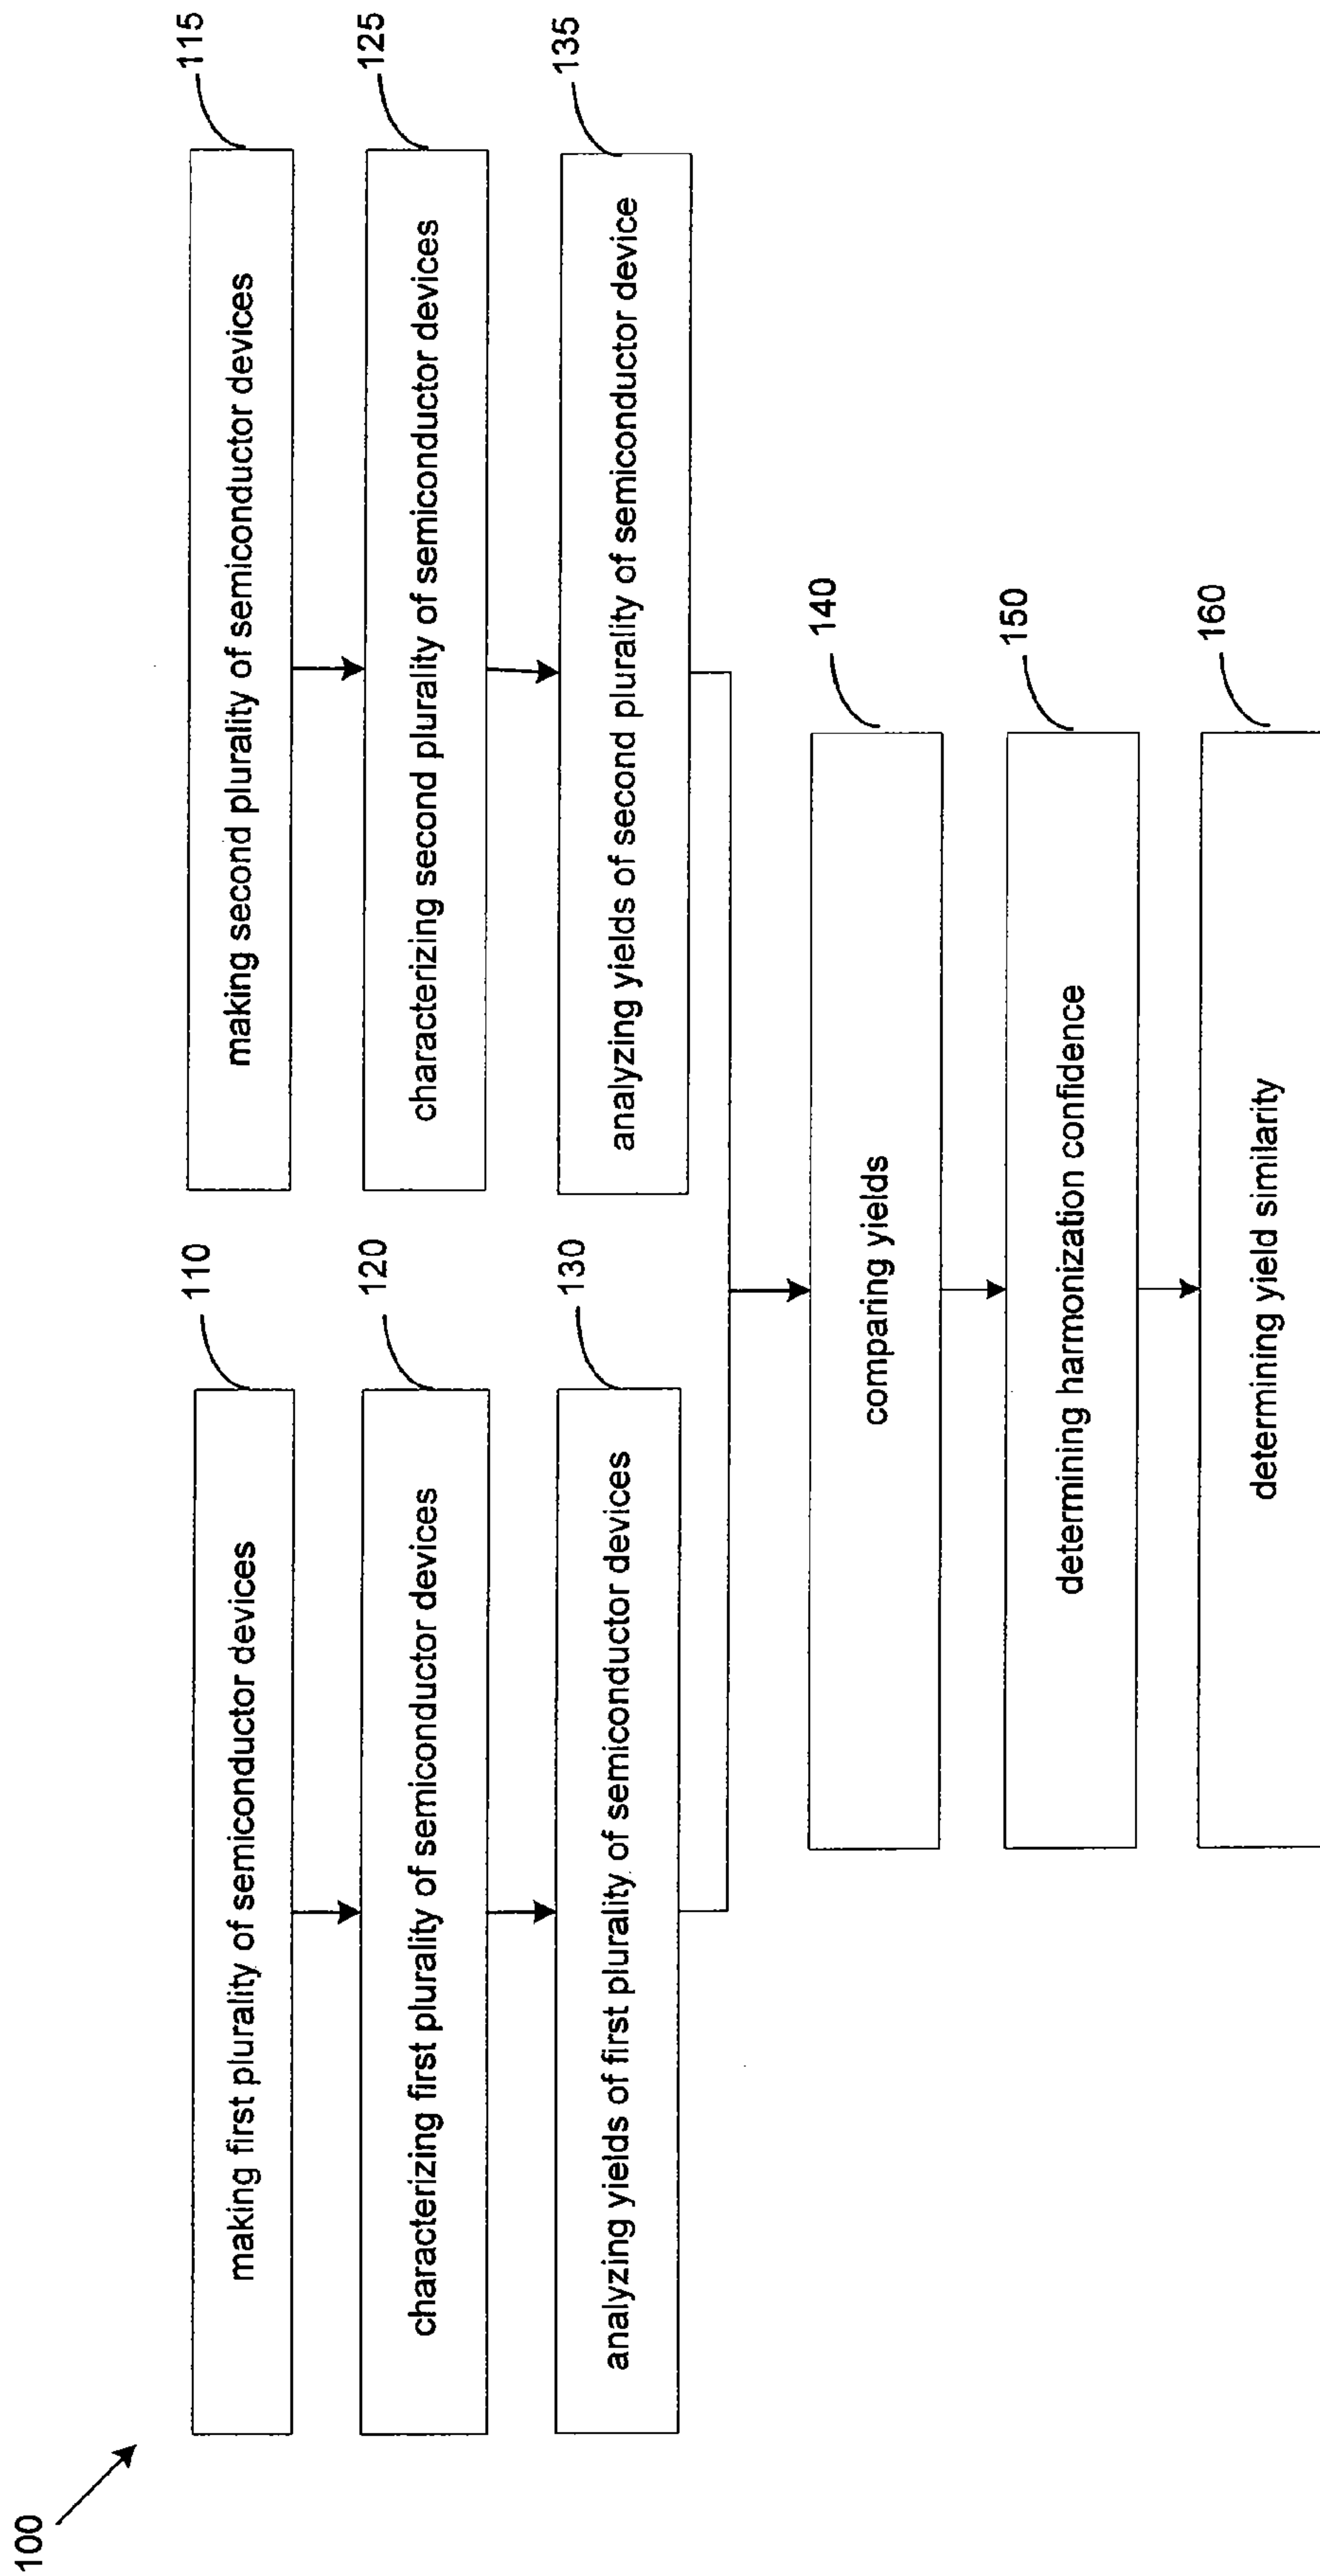 100
110
making first plurality of semiconductor devices
115
making second plurality of semiconductor devices
120
characterizing first plurality of semiconductor devices
125
characterizing second plurality of semiconductor devices
130
analyzing yields of first plurality of semiconductor devices
135
analyzing yields of second plurality of semiconductor device
140
comparing yields
150
determining harmonization confidence
160
determining yield similarity